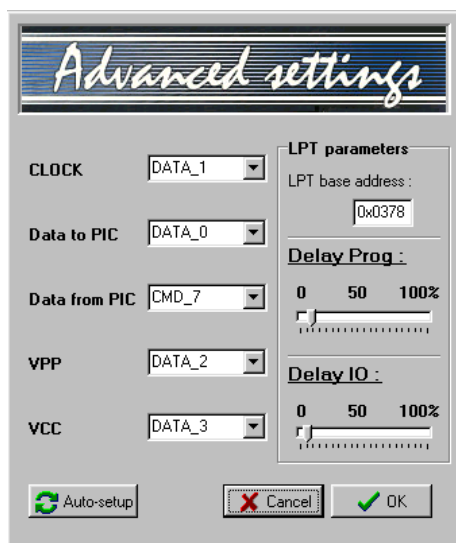 Advanced settings
CLOCK DATA_1
Data to PIC DATA_0
Data from PIC CMD_7
VPP DATA_2
VCC DATA_3
LPT parameters
LPT base address :
0x0378
Delay Prog :
0 50 100%
Delay IO :
0 50 100%
Auto-setup Cancel OK